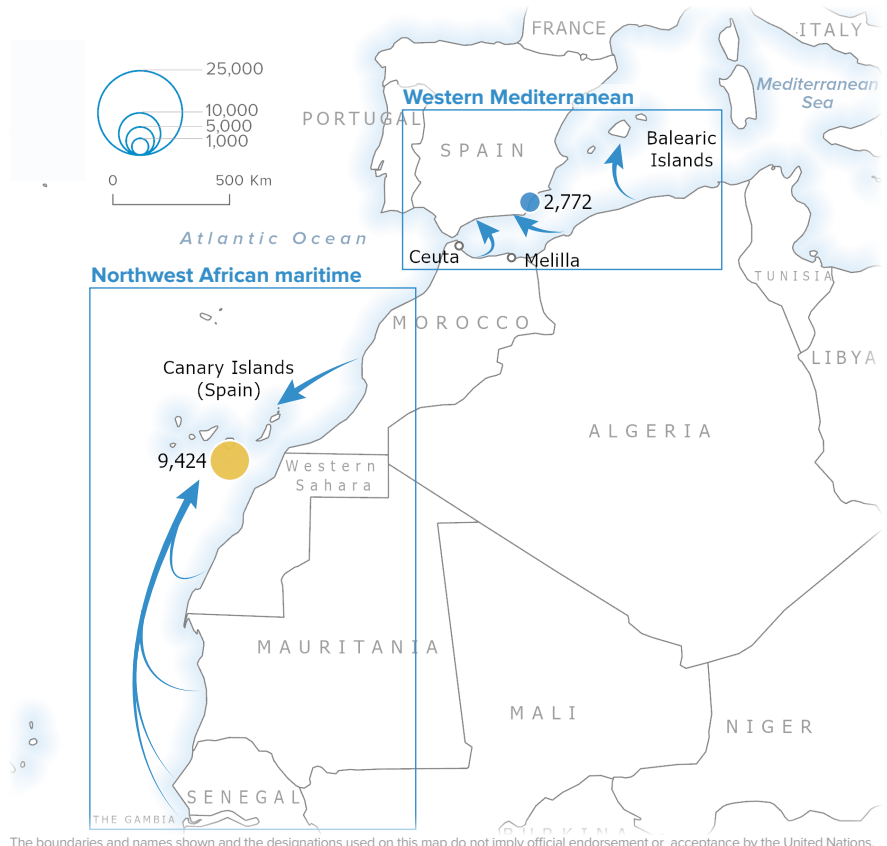 FRANCE
ITALY
25,000
10,000
5,000
1,000
Mediterranean
Sea
Western Mediterranean
PORTUGAL
SPAIN
Balearic
Islands
0 500 Km
2,772
Atlantic Ocean
Ceuta
Melilla
Northwest African maritime
TUNISIA
MOROCCO
LIBYA
Canary Islands
(Spain)
ALGERIA
9,424
Western
Sahara
MAURITANIA
MALI
NIGER
SENEGAL
THE GAMBIA
BURKINA
The boundaries and names shown and the designations used on this map do not imply official endorsement or acceptance by the United Nations.